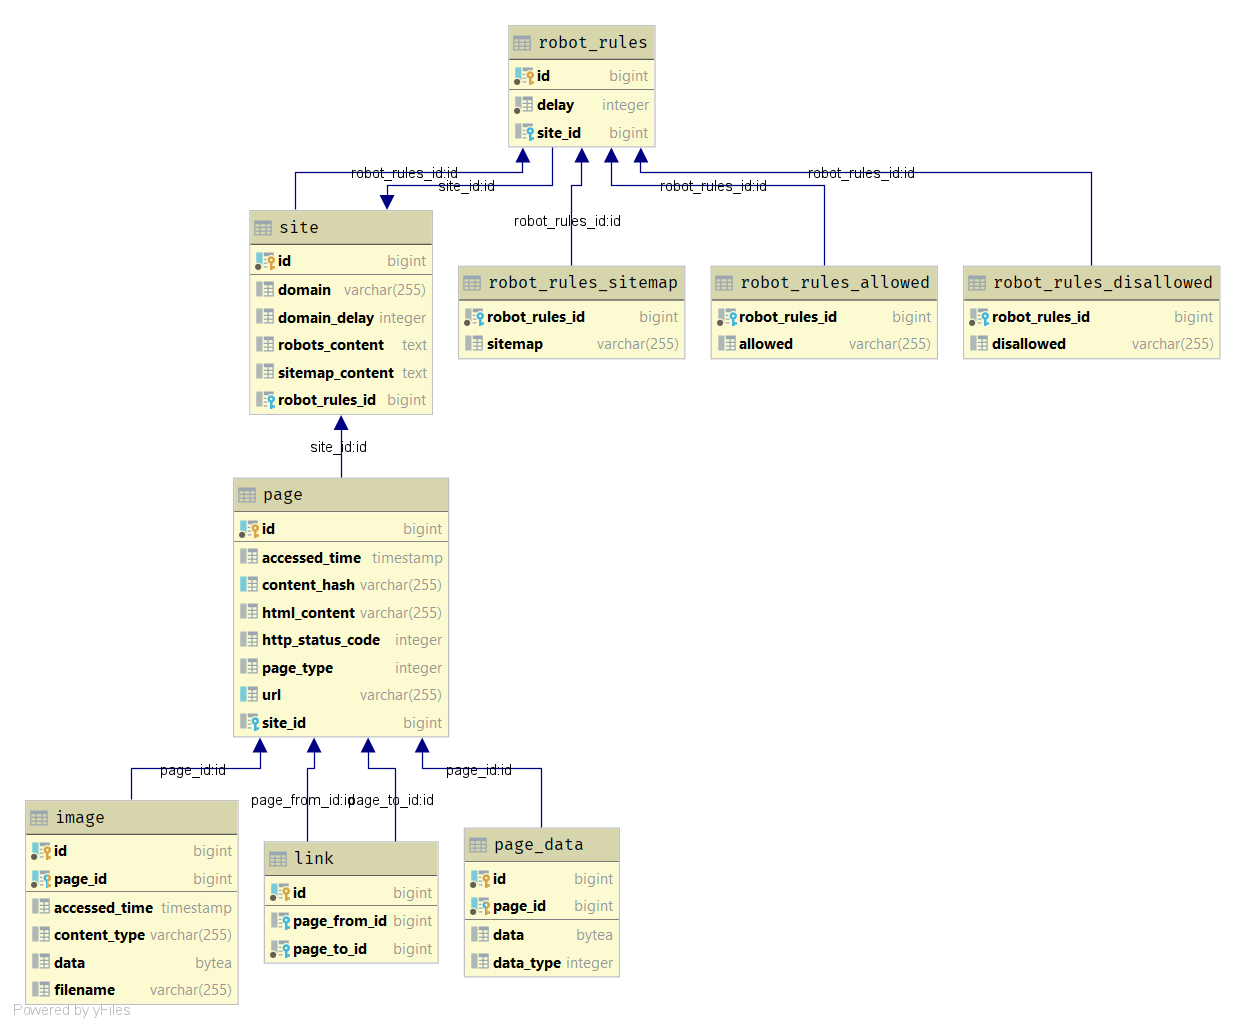 robot_rules
id bigint
delay integer
site_id bigint
robot_rules_id:id
site_id:id
robot_rules_id:id
robot_rules_id:id
robot_rules_id:id
site
id bigint
domain varchar(255)
domain_delay integer
robots_content text
sitemap_content text
robot_rules_id bigint
robot_rules_sitemap
robot_rules_id bigint
sitemap varchar(255)
robot_rules_allowed
robot_rules_id bigint
allowed varchar(255)
robot_rules_disallowed
robot_rules_id bigint
disallowed varchar(255)
site_id:id
page
id bigint
accessed_time timestamp
content_hash varchar(255)
html_content varchar(255)
http_status_code integer
page_type integer
url varchar(255)
site_id bigint
page_id:id
page_from_id:id
page_to_id:id
page_id:id
image
id bigint
page_id bigint
accessed_time timestamp
content_type varchar(255)
data bytea
filename varchar(255)
link
id bigint
page_from_id bigint
page_to_id bigint
page_data
id bigint
page_id bigint
data bytea
data_type integer
Powered by yFiles